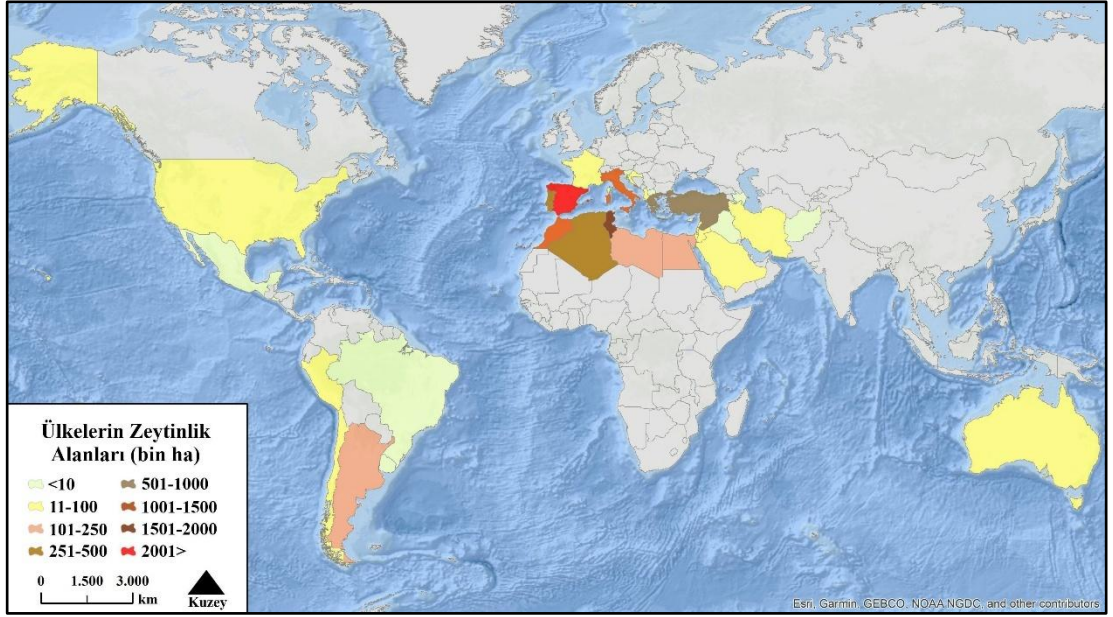 Ülkelerin Zeytinlik
Alanları (bin ha)
<10 501-1000
11-100 1001-1500
101-250 1501-2000
251-500 2001>
0 1.500 3.000
km Kuzey
Esri, Garmin, GEBCO, NOAA NGDC, and other contributors